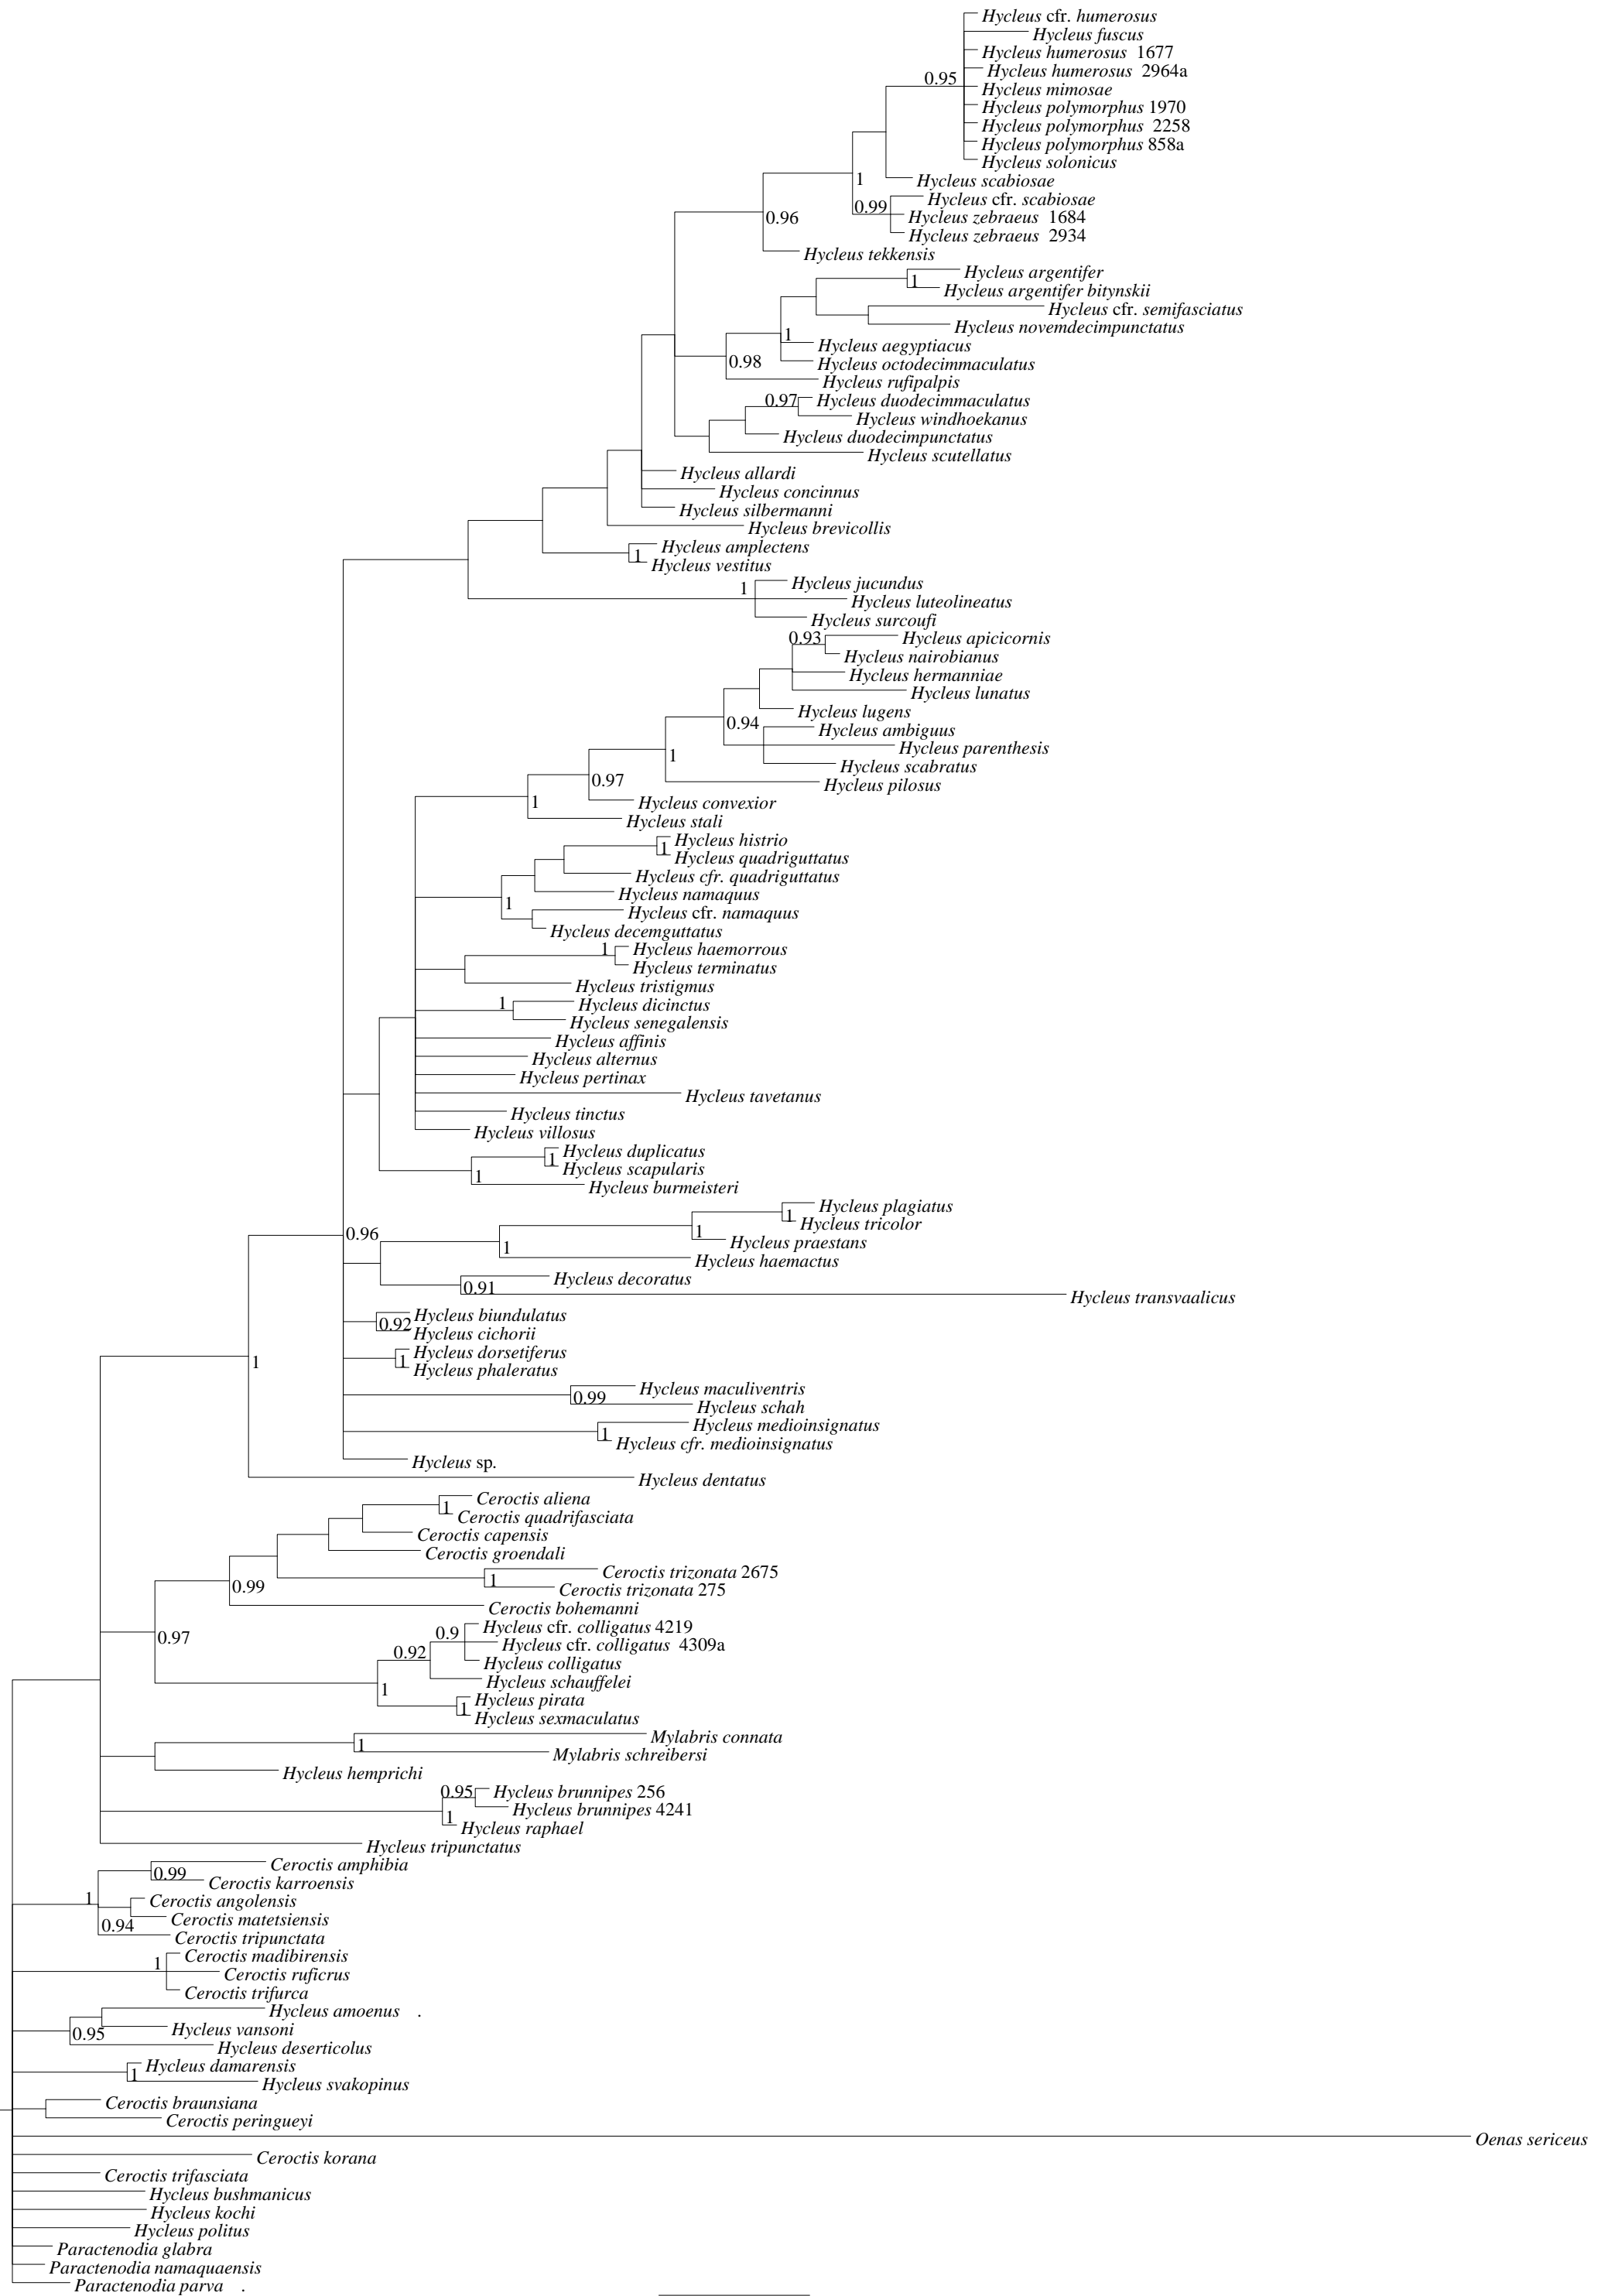 Hycleus cfr. humerosus
Hycleus fuscus
Hycleus humerosus 1677
Hycleus humerosus 2964a
0.95
Hycleus mimosae
Hycleus polymorphus 1970
Hycleus polymorphus 2258
Hycleus polymorphus 858a
Hycleus solonicus
1
Hycleus scabiosae
Hycleus cfr. scabiosae
0.99
0.96
Hycleus zebraeus 1684
Hycleus zebraeus 2934
Hycleus tekkensis
Hycleus argentifer
1
Hycleus argentifer bitynskii
Hycleus cfr. semifasciatus
Hycleus novemdecimpunctatus
1
Hycleus aegyptiacus
0.98
Hycleus octodecimmaculatus
Hycleus rufipalpis
0.97
Hycleus duodecimmaculatus
Hycleus windhoekanus
Hycleus duodecimpunctatus
Hycleus scutellatus
Hycleus allardi
Hycleus concinnus
Hycleus silbermanni
Hycleus brevicollis
Hycleus amplectens
1
Hycleus vestitus
1
Hycleus jucundus
Hycleus luteolineatus
Hycleus surcoufi
0.93
Hycleus apicicornis
Hycleus nairobianus
Hycleus hermanniae
Hycleus lunatus
Hycleus lugens
0.94
Hycleus ambiguus
Hycleus parenthesis
1
Hycleus scabratus
0.97
Hycleus pilosus
1
Hycleus convexior
Hycleus stali
Hycleus histrio
1
Hycleus quadriguttatus
Hycleus cfr. quadriguttatus
Hycleus namaquus
1
Hycleus cfr. namaquus
Hycleus decemguttatus
1
Hycleus haemorrous
Hycleus terminatus
Hycleus tristigmus
1
Hycleus dicinctus
Hycleus senegalensis
Hycleus affinis
Hycleus alternus
Hycleus pertinax
Hycleus tavetanus
Hycleus tinctus
Hycleus villosus
Hycleus duplicatus
1
Hycleus scapularis
1
Hycleus burmeisteri
Hycleus plagiatus
1
Hycleus tricolor
0.96
1
1
Hycleus praestans
Hycleus haemactus
Hycleus decoratus
0.91
Hycleus transvaalicus
Hycleus biundulatus
0.92
Hycleus cichorii
Hycleus dorsetiferus
1
1
Hycleus phaleratus
Hycleus maculiventris
0.99
Hycleus schah
Hycleus medioinsignatus
1
Hycleus cfr. medioinsignatus
Hycleus sp.
Hycleus dentatus
Ceroctis aliena
1
Ceroctis quadrifasciata
Ceroctis capensis
Ceroctis groendali
Ceroctis trizonata 2675
0.99
1
Ceroctis trizonata 275
Ceroctis bohemanni
Hycleus cfr. colligatus 4219
0.97
0.9
Hycleus cfr. colligatus 4309a
0.92
Hycleus colligatus
Hycleus schauffelei
1
Hycleus pirata
1
Hycleus sexmaculatus
Mylabris connata
1
Mylabris schreibersi
Hycleus hemprichi
0.95
Hycleus brunnipes 256
Hycleus brunnipes 4241
1
Hycleus raphael
Hycleus tripunctatus
Ceroctis amphibia
0.99
Ceroctis karroensis
1
Ceroctis angolensis
Ceroctis matetsiensis
0.94
Ceroctis tripunctata
Ceroctis madibirensis
1
Ceroctis ruficrus
Ceroctis trifurca
Hycleus amoenus .
Hycleus vansoni
0.95
Hycleus deserticolus
Hycleus damarensis
1
Hycleus svakopinus
Ceroctis braunsiana
Ceroctis peringueyi
Oenas sericeus
Ceroctis korana
Ceroctis trifasciata
Hycleus bushmanicus
Hycleus kochi
Hycleus politus
Paractenodia glabra
Paractenodia namaquaensis
Paractenodia parva .